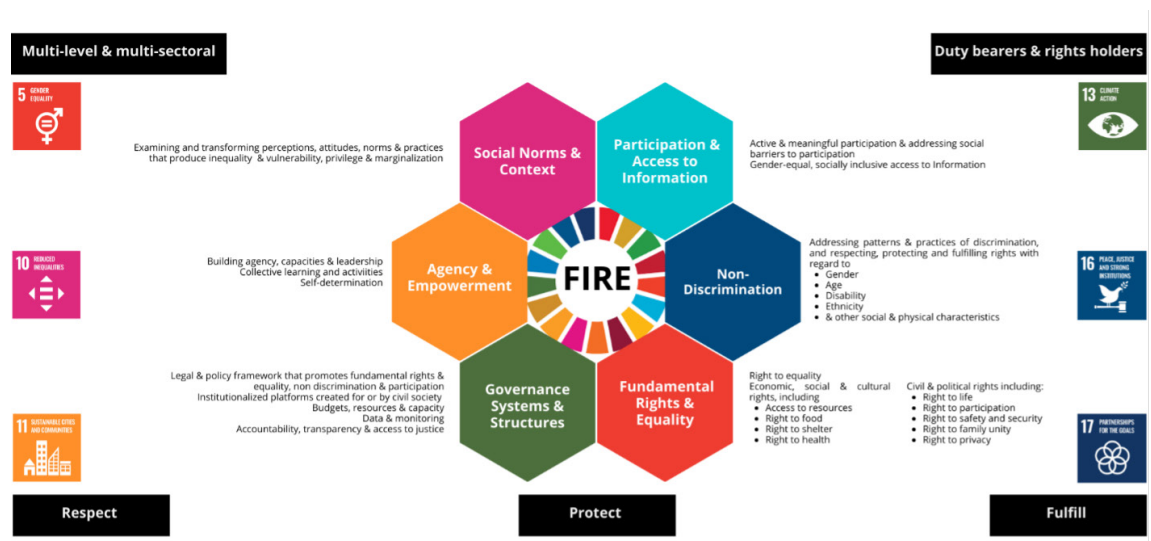 Multi-level & multi-sectoral
Duty bearers & rights holders
5 GENDER
EQUALITY
13 CLIMATE
ACTION
Examining and transforming perceptions, attitudes, norms & practices
that produce inequality & vulnerability, privilege & marginalization
Social Norms &
Context
Participation &
Access to
Information
Active & meaningful participation & addressing social
barriers to participation
Gender-equal, socially inclusive access to Information
10 REDUCED
INEQUALITIES
Building agency, capacities & leadership
Collective learning and activiities
Self-determination
Agency &
Empowerment
FIRE
Non-
Discrimination
Addressing patterns & practices of discrimination,
and respecting, protecting and fulfilling rights with
regard to
• Gender
• Age
• Disability
• Ethnicity
• & other social & physical characteristics
16 PEACE, JUSTICE
AND STRONG
INSTITUTIONS
Legal & policy framework that promotes fundamental rights &
equality, non discrimination & participation
Institutionalized platforms created for or by civil society
Budgets, resources & capacity
Data & monitoring
Accountability, transparency & access to justice
Governance
Systems &
Structures
Fundamental
Rights &
Equality
Right to equality
Economic, social & cultural
rights, including
• Access to resources
• Right to food
• Right to shelter
• Right to health
Civil & political rights including:
• Right to life
• Right to participation
• Right to safety and security
• Right to family unity
• Right to privacy
11 SUSTAINABLE CITIES
AND COMMUNITIES
17 PARTNERSHIPS
FOR THE GOALS
Respect
Protect
Fulfill